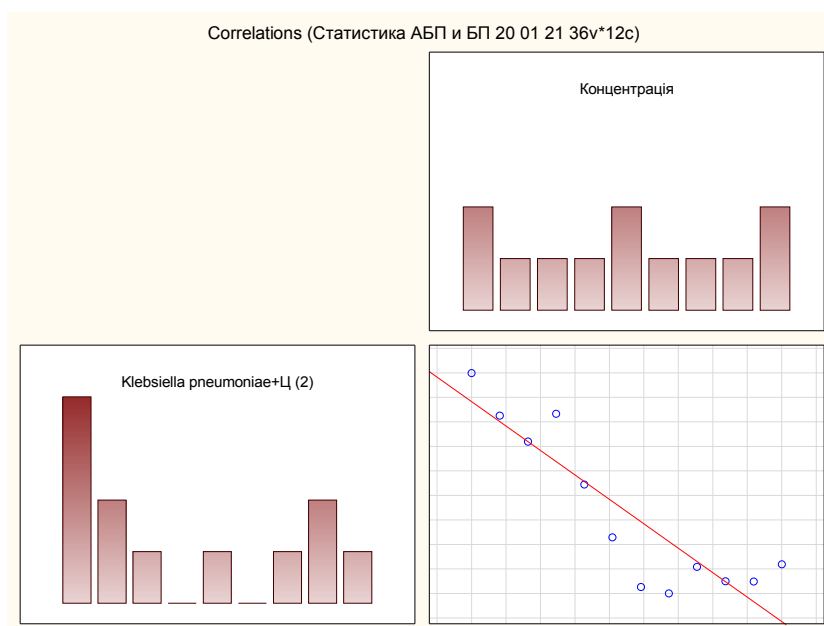 Correlations (Статистика АБП и БП 20 01 21 36v*12c)
Концентрація
Klebsiella pneumoniae+Ц (2)